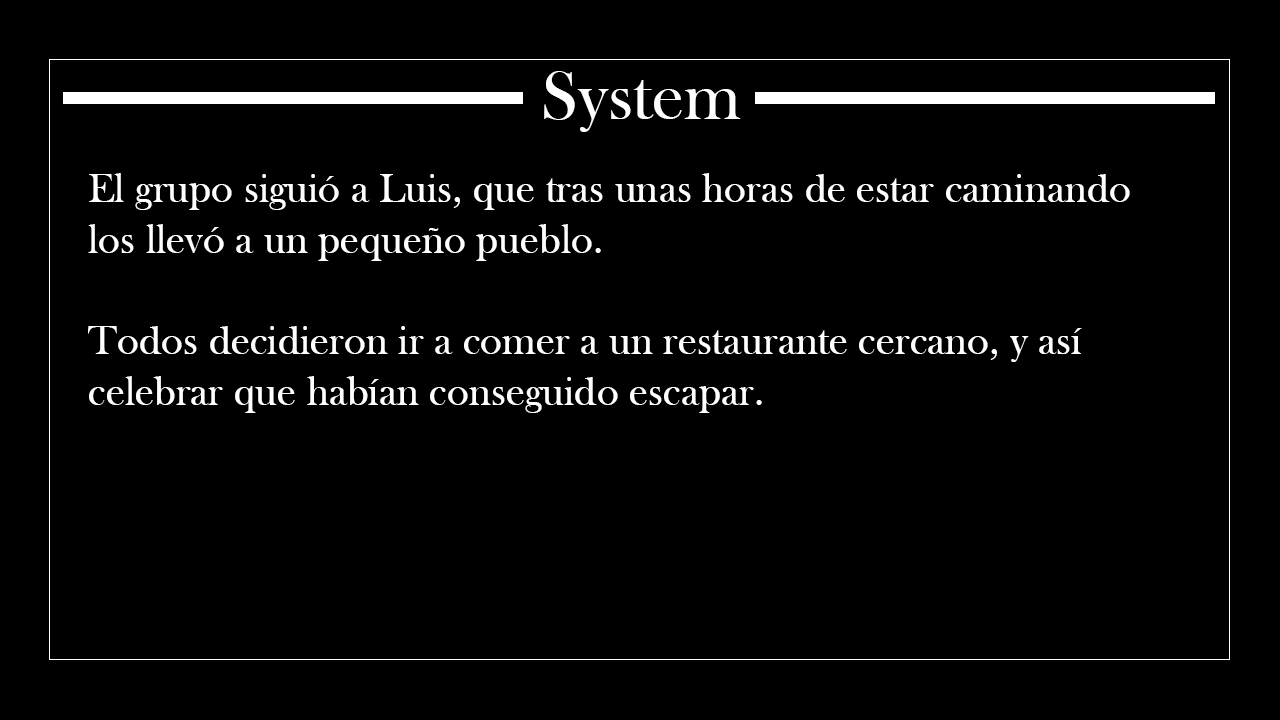 System
El grupo siguió a Luis, que tras unas horas de estar caminando
los llevó a un pequeño pueblo.
Todos decidieron ir a comer a un restaurante cercano, y así
celebrar que habían conseguido escapar.